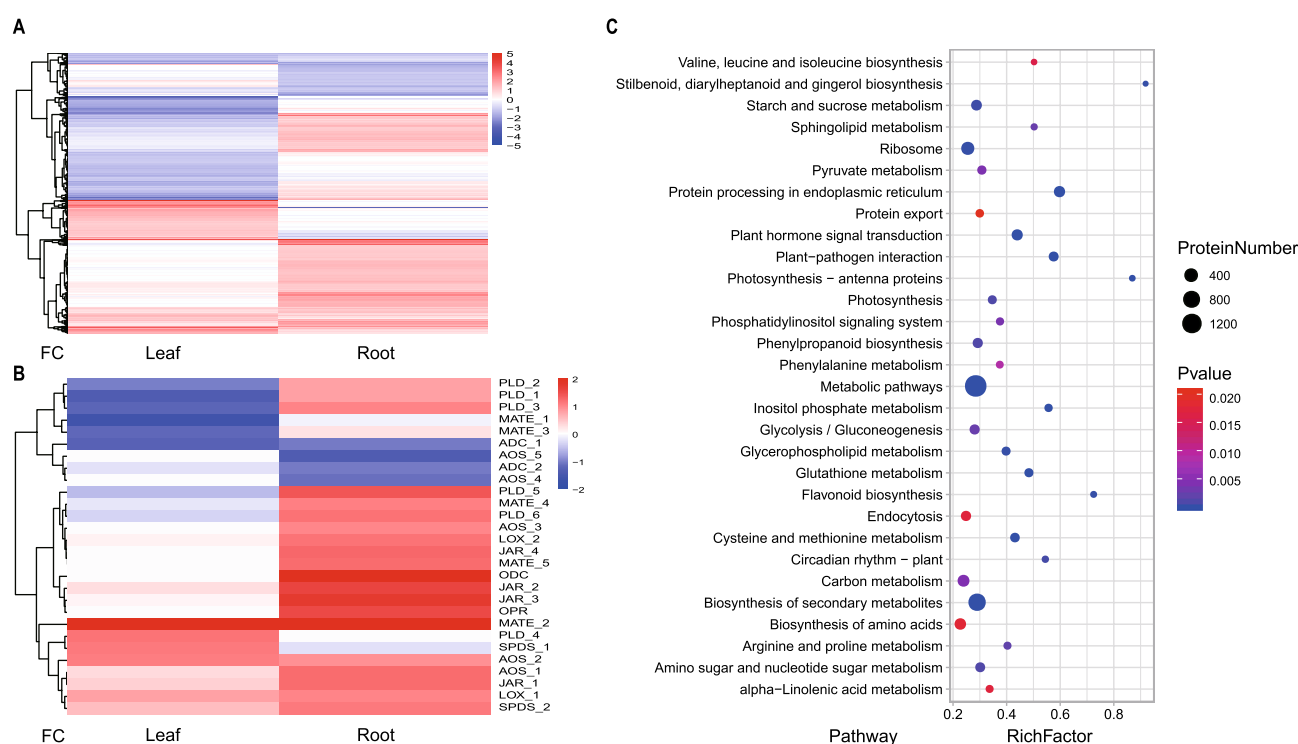 A
5
4
3
2
1
0
−1
−2
−3
−4
−5
FC Leaf Root
B
PLD_2
PLD_1
PLD_3
MATE_1
MATE_3
ADC_1
AOS_5
ADC_2
AOS_4
PLD_5
MATE_4
PLD_6
AOS_3
LOX_2
JAR_4
MATE_5
ODC
JAR_2
JAR_3
OPR
MATE_2
PLD_4
SPDS_1
AOS_2
AOS_1
JAR_1
LOX_1
SPDS_2
2
1
0
−1
−2
FC Leaf Root
C
Valine, leucine and isoleucine biosynthesis
Stilbenoid, diarylheptanoid and gingerol biosynthesis
Starch and sucrose metabolism
Sphingolipid metabolism
Ribosome
Pyruvate metabolism
Protein processing in endoplasmic reticulum
Protein export
Plant hormone signal transduction
Plant−pathogen interaction
Photosynthesis − antenna proteins
Photosynthesis
Phosphatidylinositol signaling system
Phenylpropanoid biosynthesis
Phenylalanine metabolism
Metabolic pathways
Inositol phosphate metabolism
Glycolysis / Gluconeogenesis
Glycerophospholipid metabolism
Glutathione metabolism
Flavonoid biosynthesis
Endocytosis
Cysteine and methionine metabolism
Circadian rhythm − plant
Carbon metabolism
Biosynthesis of secondary metabolites
Biosynthesis of amino acids
Arginine and proline metabolism
Amino sugar and nucleotide sugar metabolism
alpha−Linolenic acid metabolism
0.2 0.4 0.6 0.8
Pathway RichFactor
ProteinNumber
400
800
1200
Pvalue
0.020
0.015
0.010
0.005